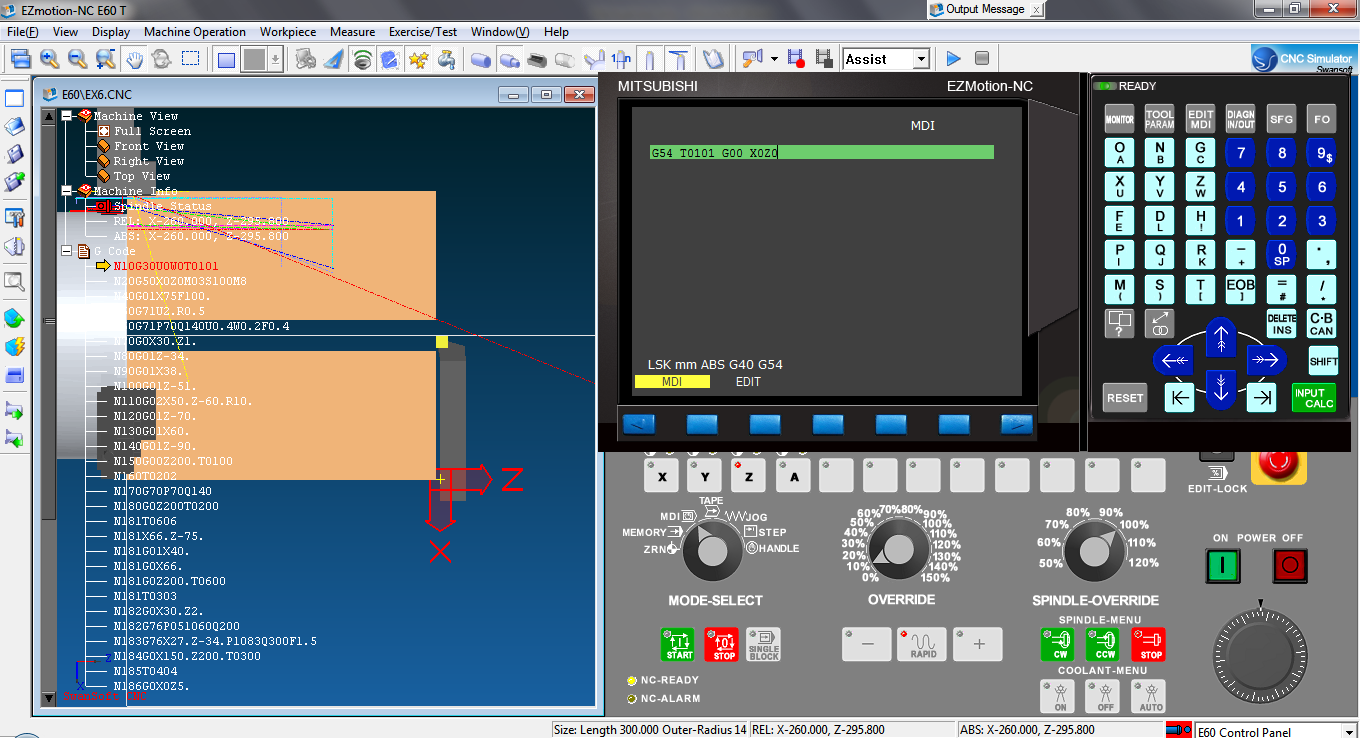 EZmotion-NC E60 T
Output Message
File(F) View Display Machine Operation Workpiece Measure Exercise/Test Window(V) Help
Assist
CNC Simulator
Swansoft
E60\EX6.CNC
Machine View
Full Screen
Front View
Right View
Top View
Machine Info
Spindle Status
REL: X-260.000, Z-295.800
ABS: X-260.000, Z-295.800
G Code
N10G30U0W0T0101
N20G50X0Z0M03S100M8
G01X75F100.
G71U2.R0.5
0G71P70Q140U0.4W0.2F0.4
N70G0X30.Z1.
N80G01Z-34.
N90G01X38.
N100G01Z-51.
N110G02X50.Z-60.R10.
N120G01Z-70.
N130G01X60.
N140G01Z-90.
N150G00Z200.T0100
N160T0202
N170G70P70Q140
N180G0Z200T0200
N181T0606
N181X66.Z-75.
N181G01X40.
N181G0X66.
N181G0Z200.T0600
N181T0303
N182G0X30.Z2.
N182G76P051060Q200
N183G76X27.Z-34.P1083Q300F1.5
N184G0X150.Z200.T0300
N185T0404
N186G0X0Z5.
Z
X
Z
X
MITSUBISHI
EZMotion-NC
MDI
G54 T0101 G00 X0Z0
LSK mm ABS G40 G54
MDI EDIT
READY
MONITOR TOOL PARAM EDIT MDI DIAGN IN/OUT SFG FO
O A N B G C 7 8 9 $
X U Y V Z W 4 5 6
F E D L H ! 1 2 3
P I Q J R K - + 0 SP . ,
M ( S ) T [ EOB ] = # / *
? DELETE INS C·B CAN
SHIFT
RESET
INPUT CALC
X Y Z A
EDIT-LOCK
TAPE
MDI
JOG
MEMORY
STEP
ZRN
HANDLE
MODE-SELECT
0% 10% 20% 30% 40% 50% 60% 70% 80% 90% 100% 120% 130% 140% 150%
OVERRIDE
50% 60% 70% 80% 90% 100% 110% 120%
SPINDLE-OVERRIDE
ON POWER OFF
START STOP SINGLE BLOCK
− RAPID +
SPINDLE-MENU
CW CCW STOP
COOLANT-MENU
ON OFF AUTO
NC-READY
NC-ALARM
Size: Length 300.000 Outer-Radius 14
REL: X-260.000, Z-295.800
ABS: X-260.000, Z-295.800
E60 Control Panel